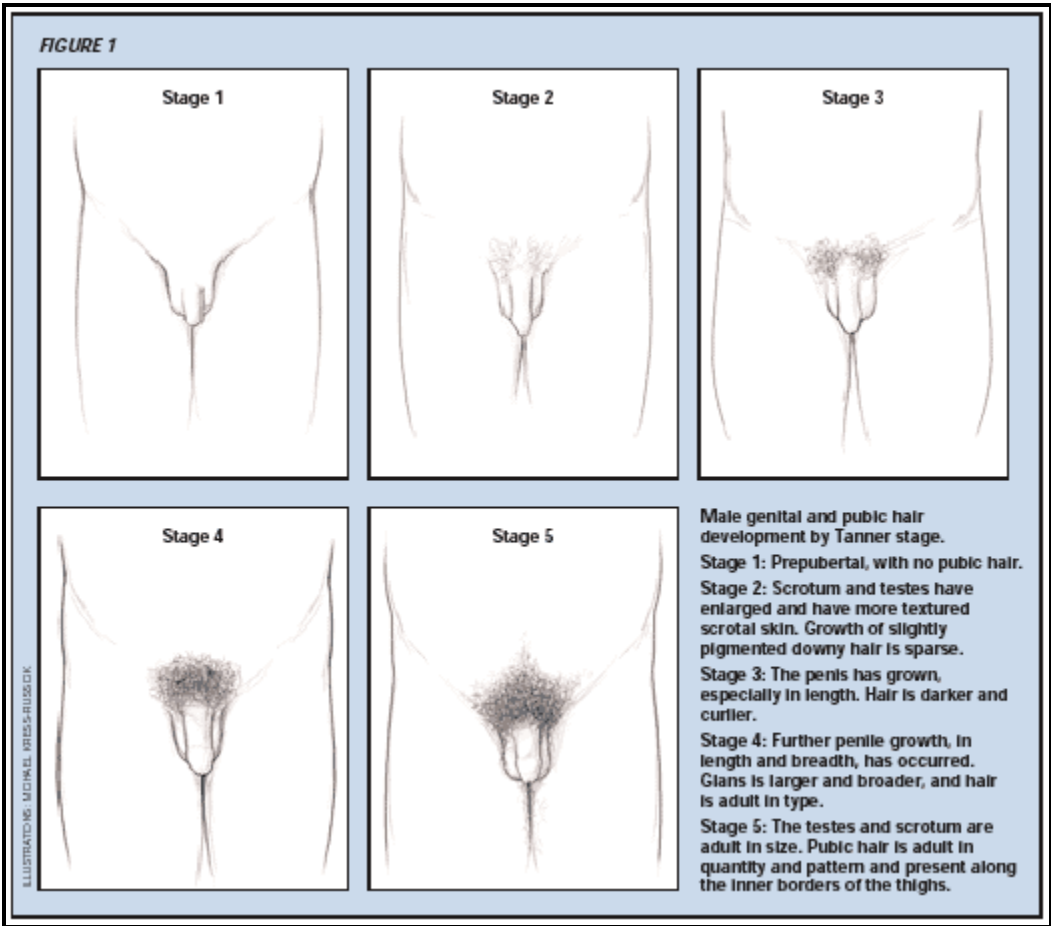 FIGURE 1
Stage 1
Stage 2
Stage 3
Stage 4
Stage 5
Male genital and pubic hair
development by Tanner stage.
Stage 1: Prepubertal, with no pubic hair.
Stage 2: Scrotum and testes have
enlarged and have more textured
scrotal skin. Growth of slightly
pigmented downy hair is sparse.
Stage 3: The penis has grown,
especially in length. Hair is darker and
curlier.
Stage 4: Further penile growth, in
length and breadth, has occurred.
Glans is larger and broader, and hair
is adult in type.
Stage 5: The testes and scrotum are
adult in size. Pubic hair is adult in
quantity and pattern and present along
the inner borders of the thighs.
ILLUSTRATIONS: MICHAEL KRESS-RUSSICK